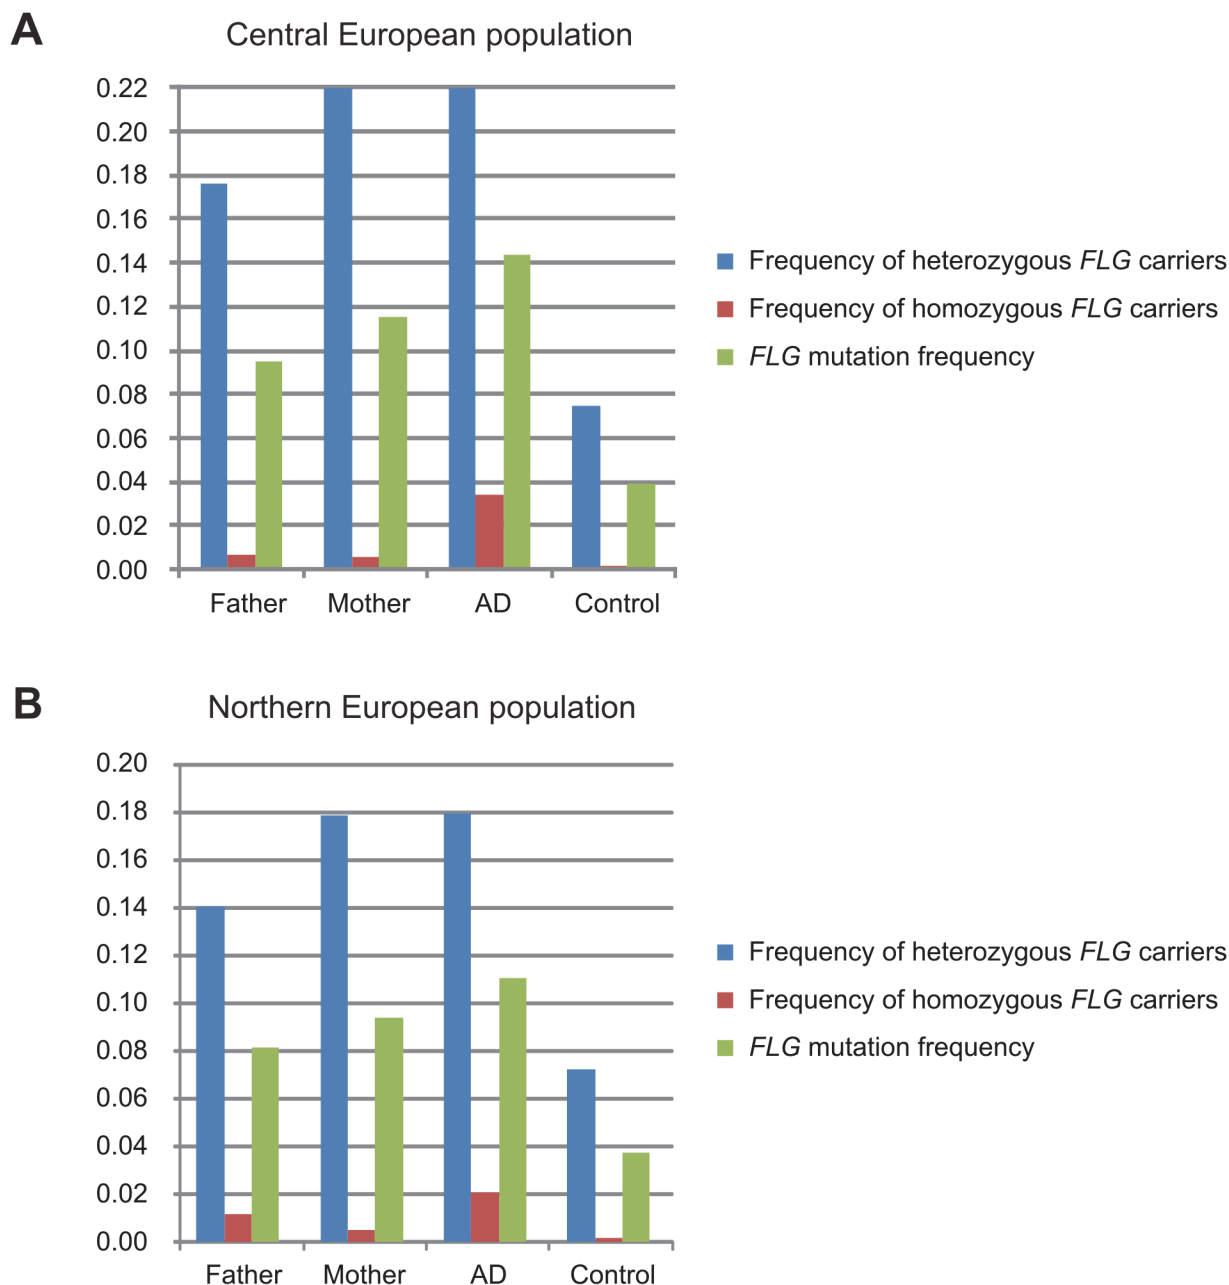 A
Central European population
0.22
0.20
0.18
0.16
0.14
0.12
0.10
0.08
0.06
0.04
0.02
0.00
Father Mother AD Control
Frequency of heterozygous FLG carriers
Frequency of homozygous FLG carriers
FLG mutation frequency
B
Northern European population
0.20
0.18
0.16
0.14
0.12
0.10
0.08
0.06
0.04
0.02
0.00
Father Mother AD Control
Frequency of heterozygous FLG carriers
Frequency of homozygous FLG carriers
FLG mutation frequency